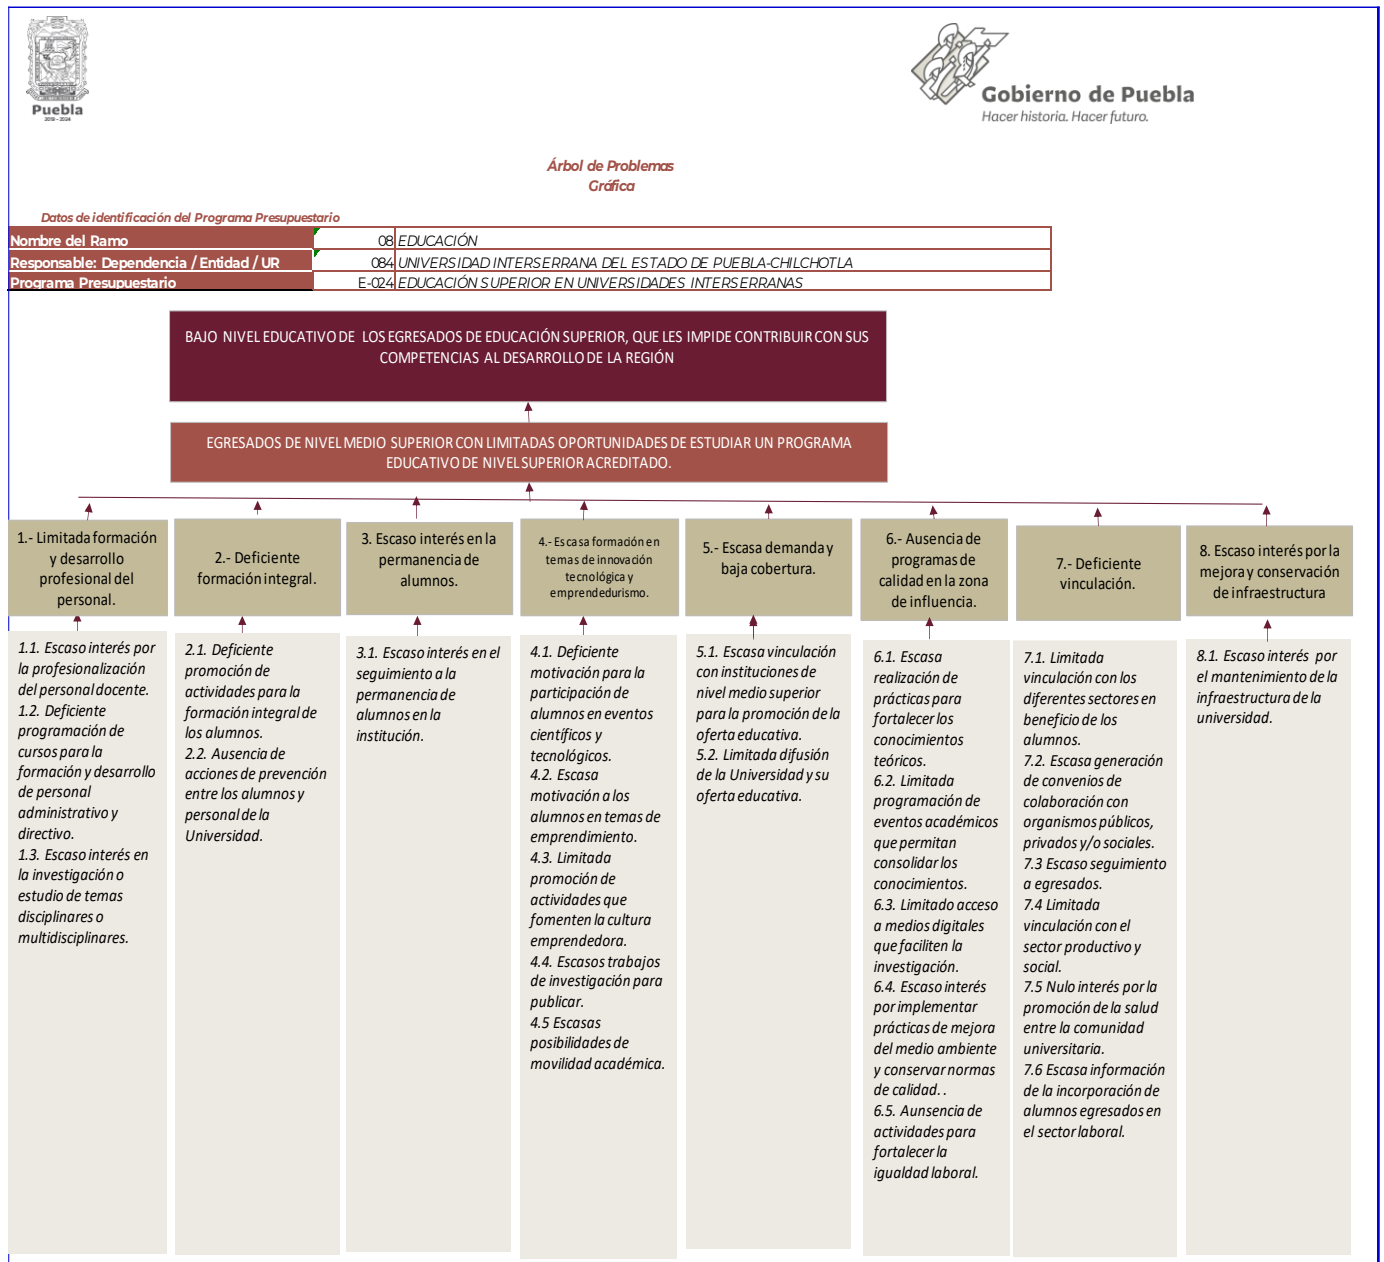 Puebla
2019 - 2024
Gobierno de Puebla
Hacer historia. Hacer futuro.
Árbol de Problemas
Gráfica
Datos de identificación del Programa Presupuestario
Nombre del Ramo 08 EDUCACIÓN
Responsable: Dependencia / Entidad / UR 084 UNIVERSIDAD INTERSERRANA DEL ESTADO DE PUEBLA-CHILCHOTLA
Programa Presupuestario E-024 EDUCACIÓN SUPERIOR EN UNIVERSIDADES INTERSERRANAS
BAJO NIVEL EDUCATIVO DE LOS EGRESADOS DE EDUCACIÓN SUPERIOR, QUE LES IMPIDE CONTRIBUIR CON SUS
COMPETENCIAS AL DESARROLLO DE LA REGIÓN
EGRESADOS DE NIVEL MEDIO SUPERIOR CON LIMITADAS OPORTUNIDADES DE ESTUDIAR UN PROGRAMA
EDUCATIVO DE NIVEL SUPERIOR ACREDITADO.
1.- Limitada formación
y desarrollo
profesional del
personal.
2.- Deficiente
formación integral.
3. Escaso interés en la
permanencia de
alumnos.
4.- Escasa formación en
temas de innovación
tecnológica y
emprendedurismo.
5.- Escasa demanda y
baja cobertura.
6.- Ausencia de
programas de
calidad en la zona
de influencia.
7.- Deficiente
vinculación.
8. Escaso interés por la
mejora y conservación
de infraestructura
1.1. Escaso interés por
la profesionalización
del personal docente.
1.2. Deficiente
programación de
cursos para la
formación y desarrollo
de personal
administrativo y
directivo.
1.3. Escaso interés en
la investigación o
estudio de temas
disciplinares o
multidisciplinares.
2.1. Deficiente
promoción de
actividades para la
formación integral de
los alumnos.
2.2. Ausencia de
acciones de prevención
entre los alumnos y
personal de la
Universidad.
3.1. Escaso interés en el
seguimiento a la
permanencia de
alumnos en la
institución.
4.1. Deficiente
motivación para la
participación de
alumnos en eventos
científicos y
tecnológicos.
4.2. Escasa
motivación a los
alumnos en temas de
emprendimiento.
4.3. Limitada
promoción de
actividades que
fomenten la cultura
emprendedora.
4.4. Escasos trabajos
de investigación para
publicar.
4.5 Escasas
posibilidades de
movilidad académica.
5.1. Escasa vinculación
con instituciones de
nivel medio superior
para la promoción de la
oferta educativa.
5.2. Limitada difusión
de la Universidad y su
oferta educativa.
6.1. Escasa
realización de
prácticas para
fortalecer los
conocimientos
teóricos.
6.2. Limitada
programación de
eventos académicos
que permitan
consolidar los
conocimientos.
6.3. Limitado acceso
a medios digitales
que faciliten la
investigación.
6.4. Escaso interés
por implementar
prácticas de mejora
del medio ambiente
y conservar normas
de calidad. .
6.5. Aunsencia de
actividades para
fortalecer la
igualdad laboral.
7.1. Limitada
vinculación con los
diferentes sectores en
beneficio de los
alumnos.
7.2. Escasa generación
de convenios de
colaboración con
organismos públicos,
privados y/o sociales.
7.3 Escaso seguimiento
a egresados.
7.4 Limitada
vinculación con el
sector productivo y
social.
7.5 Nulo interés por la
promoción de la salud
entre la comunidad
universitaria.
7.6 Escasa información
de la incorporación de
alumnos egresados en
el sector laboral.
8.1. Escaso interés por
el mantenimiento de la
infraestructura de la
universidad.